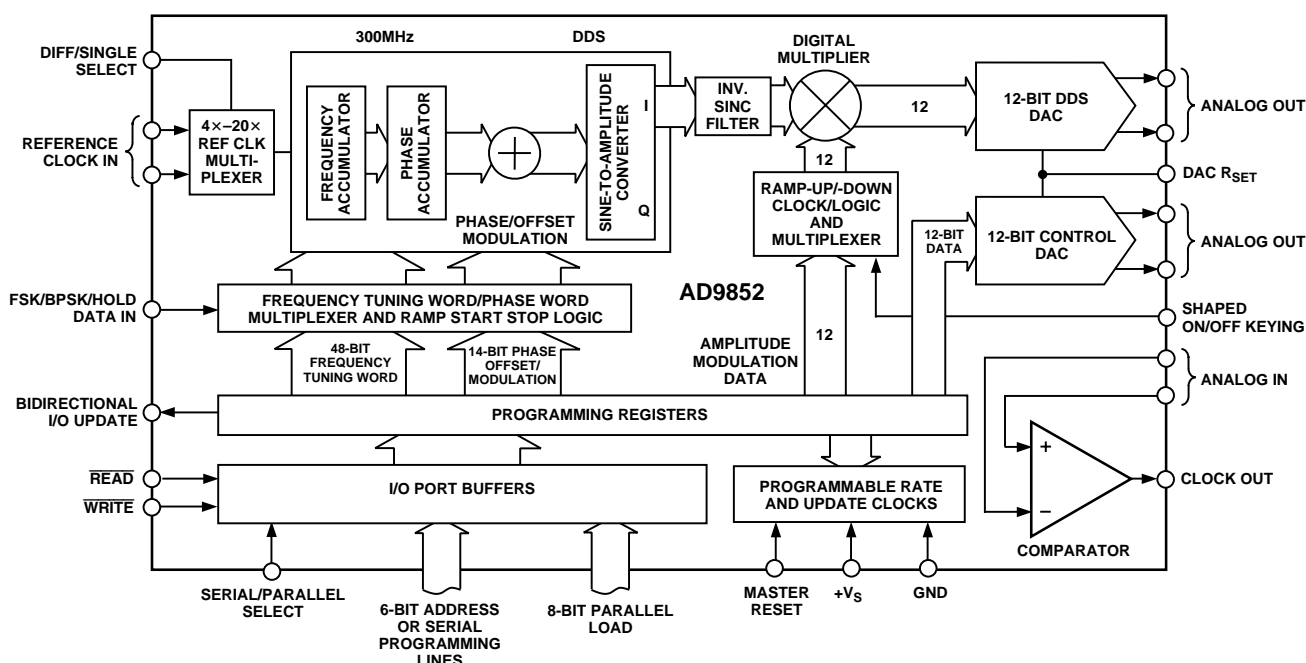 300MHz
DDS
DIGITAL
MULTIPLIER
DIFF/SINGLE
SELECT
REFERENCE
CLOCK IN
4×–20×
REF CLK
MULTI-
PLEXER
FREQUENCY
ACCUMULATOR
PHASE
ACCUMULATOR
SINE-TO-AMPLITUDE
CONVERTER
I
Q
PHASE/OFFSET
MODULATION
INV.
SINC
FILTER
12
12-BIT DDS
DAC
ANALOG OUT
12
RAMP-UP/-DOWN
CLOCK/LOGIC
AND
MULTIPLEXER
DAC RSET
12-BIT
DATA
12-BIT CONTROL
DAC
ANALOG OUT
FSK/BPSK/HOLD
DATA IN
FREQUENCY TUNING WORD/PHASE WORD
MULTIPLEXER AND RAMP START STOP LOGIC
AD9852
SHAPED
ON/OFF KEYING
48-BIT
FREQUENCY
TUNING WORD
14-BIT PHASE
OFFSET/
MODULATION
AMPLITUDE
MODULATION
DATA
12
ANALOG IN
BIDIRECTIONAL
I/O UPDATE
PROGRAMMING REGISTERS
READ
WRITE
I/O PORT BUFFERS
PROGRAMMABLE RATE
AND UPDATE CLOCKS
+
–
CLOCK OUT
COMPARATOR
SERIAL/PARALLEL
SELECT
6-BIT ADDRESS
OR SERIAL
PROGRAMMING
LINES
8-BIT PARALLEL
LOAD
MASTER
RESET
+VS
GND